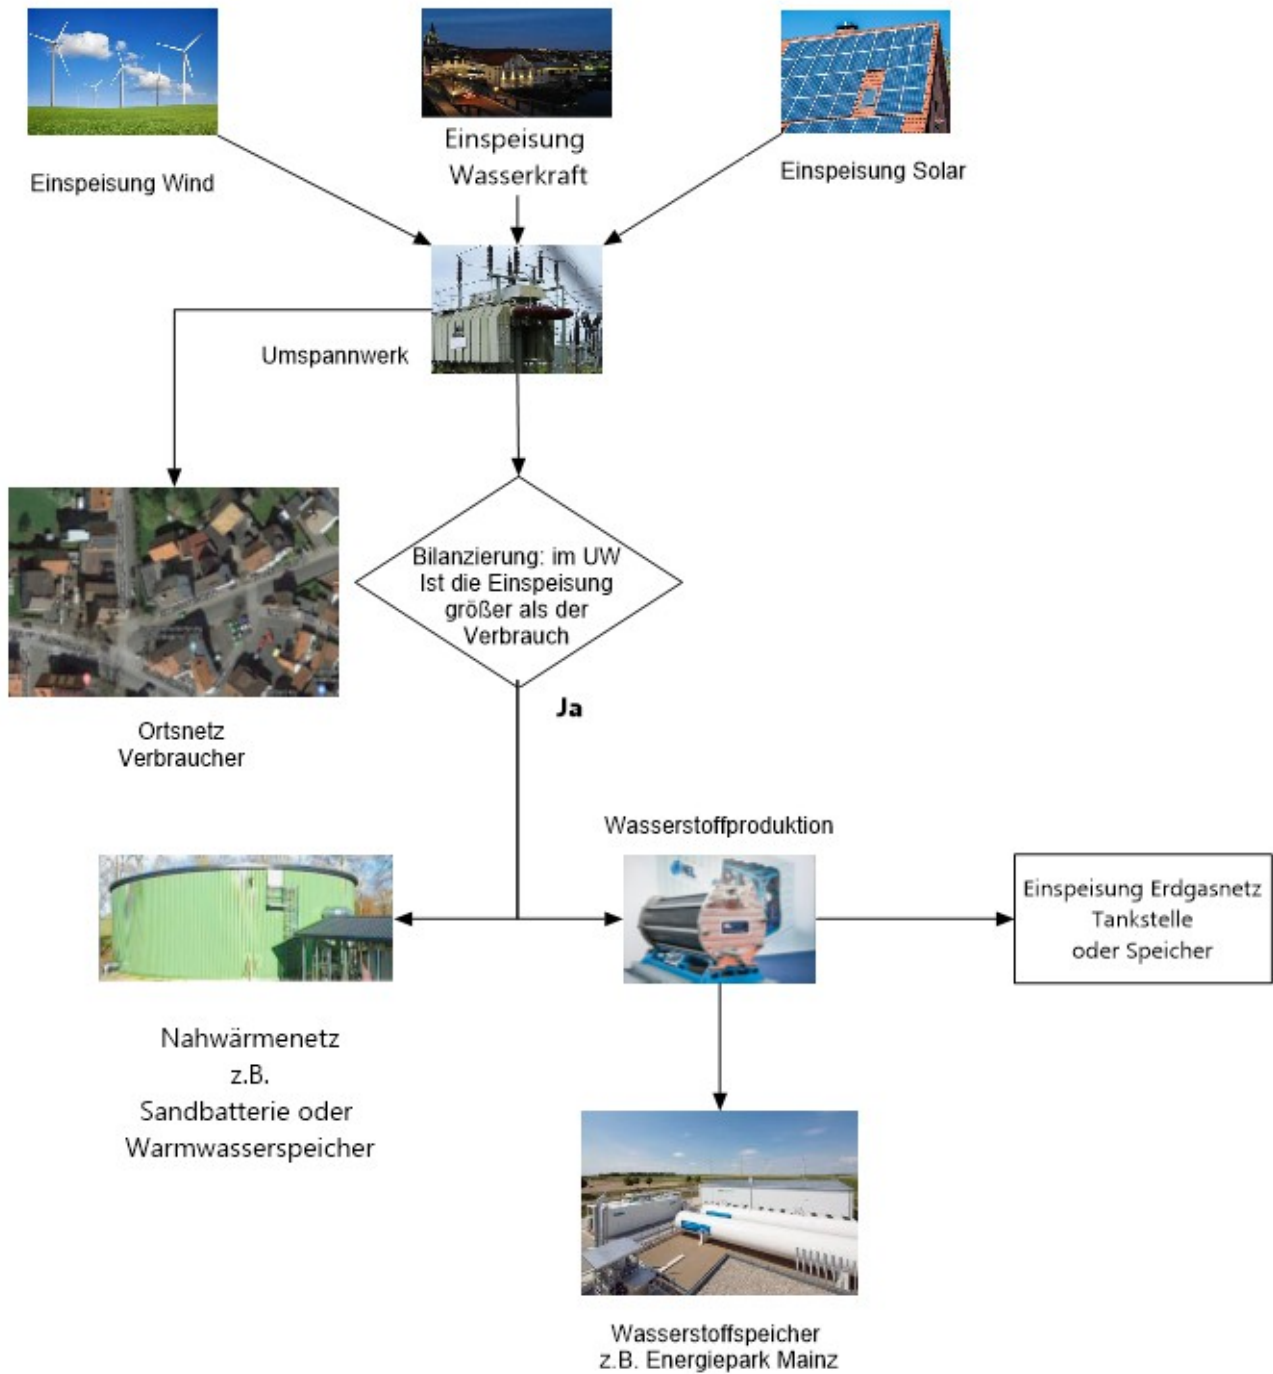 Einspeisung Wind
Einspeisung
Wasserkraft
Einspeisung Solar
Umspannwerk
Bilanzierung: im UW
Ist die Einspeisung
größer als der
Verbrauch
Ja
Ortsnetz
Verbraucher
Wasserstoffproduktion
Einspeisung Erdgasnetz
Tankstelle
oder Speicher
Nahwärmenetz
z.B.
Sandbatterie oder
Warmwasserspeicher
Wasserstoffspeicher
z.B. Energiepark Mainz